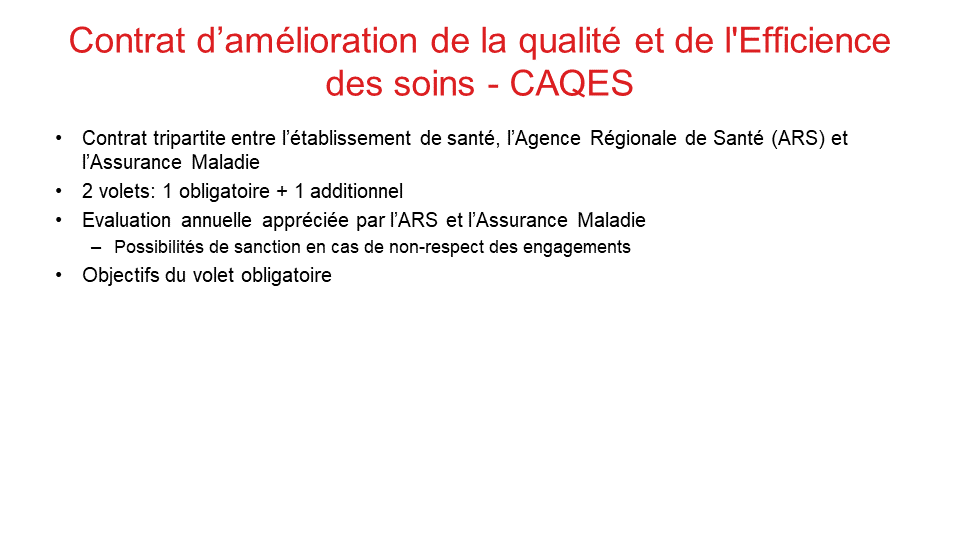 Contrat d’amélioration de la qualité et de l'Efficience
des soins - CAQES
• Contrat tripartite entre l’établissement de santé, l’Agence Régionale de Santé (ARS) et
l’Assurance Maladie
• 2 volets: 1 obligatoire + 1 additionnel
• Evaluation annuelle appréciée par l’ARS et l’Assurance Maladie
– Possibilités de sanction en cas de non-respect des engagements
• Objectifs du volet obligatoire